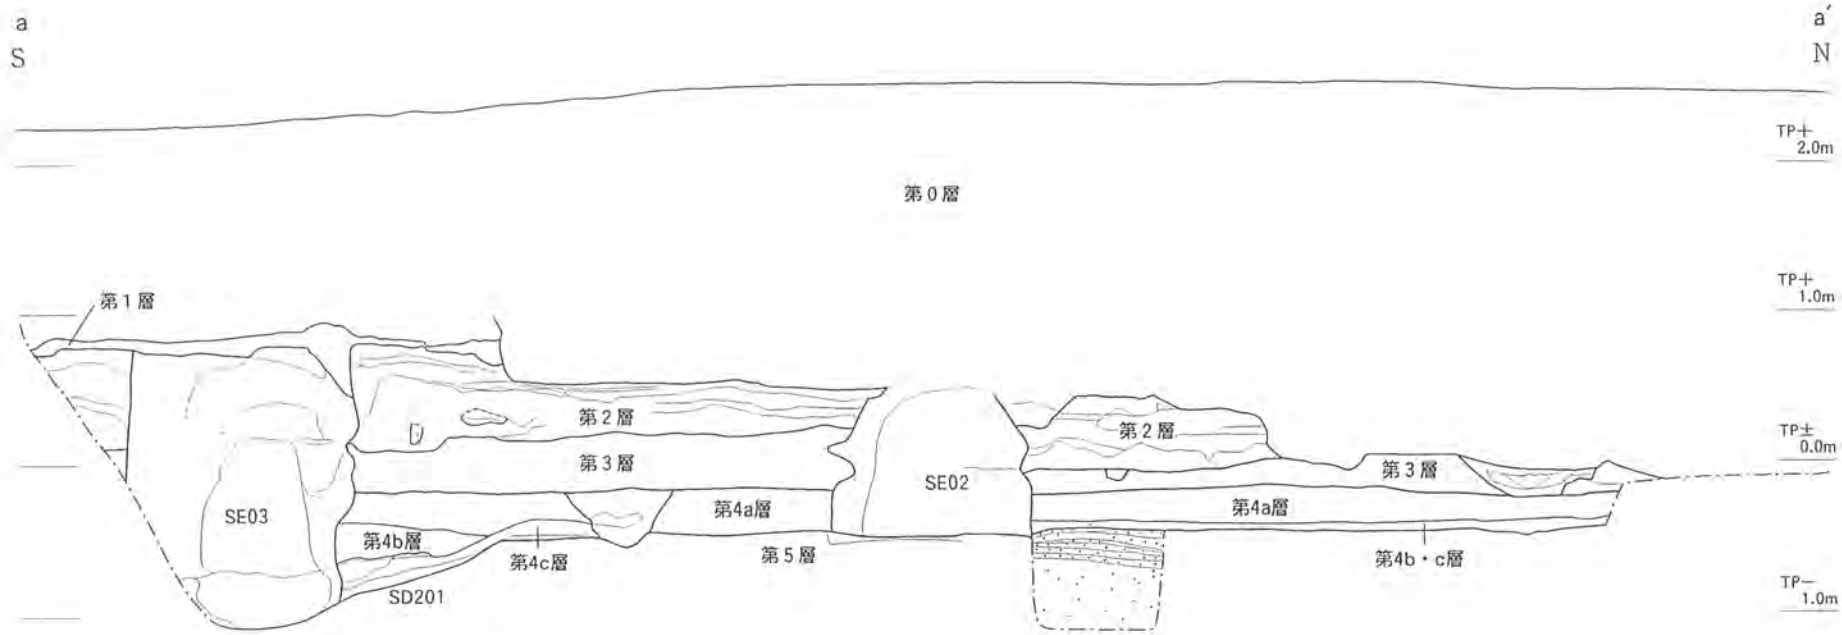 a
S
a′
N
TP+
2.0m
第0層
TP+
1.0m
第1層
第2層
第2層
TP±
0.0m
第3層
第3層
SE02
SE03
第4a層
第4a層
第4b層
第4c層
第5層
第4b・c層
SD201
TP−
1.0m